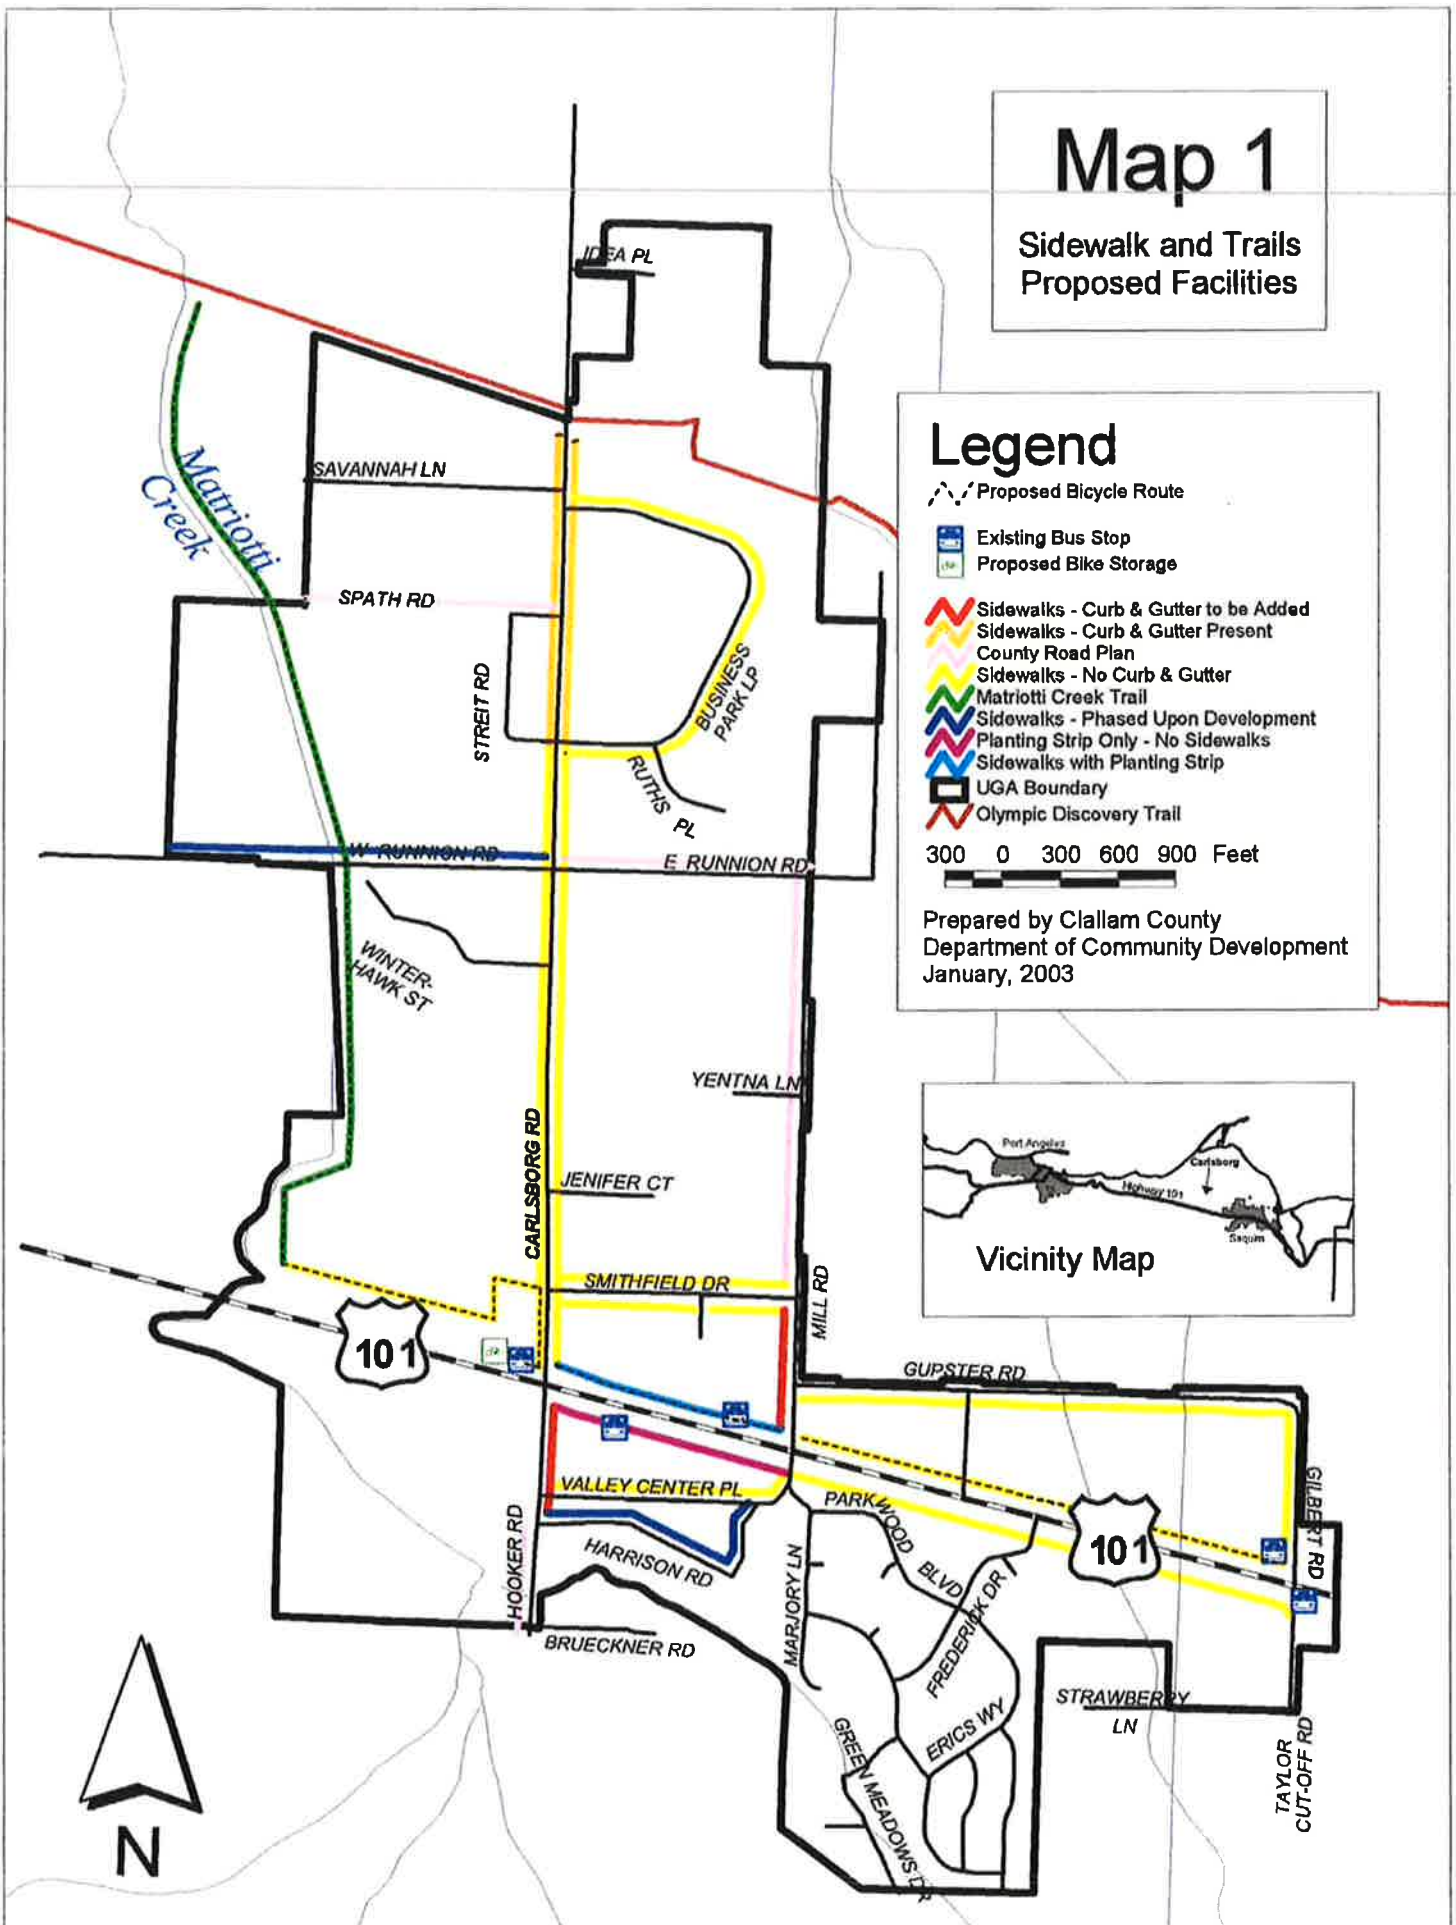 Map 1
Sidewalk and Trails
Proposed Facilities
IDEA PL
Legend
Proposed Bicycle Route
Existing Bus Stop
Proposed Bike Storage
Sidewalks - Curb & Gutter to be Added
Sidewalks - Curb & Gutter Present
County Road Plan
Sidewalks - No Curb & Gutter
Matriotti Creek Trail
Sidewalks - Phased Upon Development
Planting Strip Only - No Sidewalks
Sidewalks with Planting Strip
UGA Boundary
Olympic Discovery Trail
300 0 300 600 900 Feet
Prepared by Clallam County
Department of Community Development
January, 2003
Matriotti
Creek
SAVANNAH LN
SPATH RD
STREIT RD
BUSINESS
PARK LP
RUTHS PL
W RUNNION RD
E RUNNION RD
WINTER-
HAWK ST
YENTNA LN
CARLSBORG RD
JENIFER CT
SMITHFIELD DR
MILL RD
Port Angeles
Carlsborg
Highway 101
Sequim
Vicinity Map
101
GUPSTER RD
VALLEY CENTER PL
HOOKER RD
HARRISON RD
PARKWOOD
BLVD
MARJORY LN
FREDERICK DR
101
GILBERT RD
BRUECKNER RD
ERICS WY
STRAWBERRY
LN
GREEN MEADOWS DR
TAYLOR
CUT-OFF RD
N